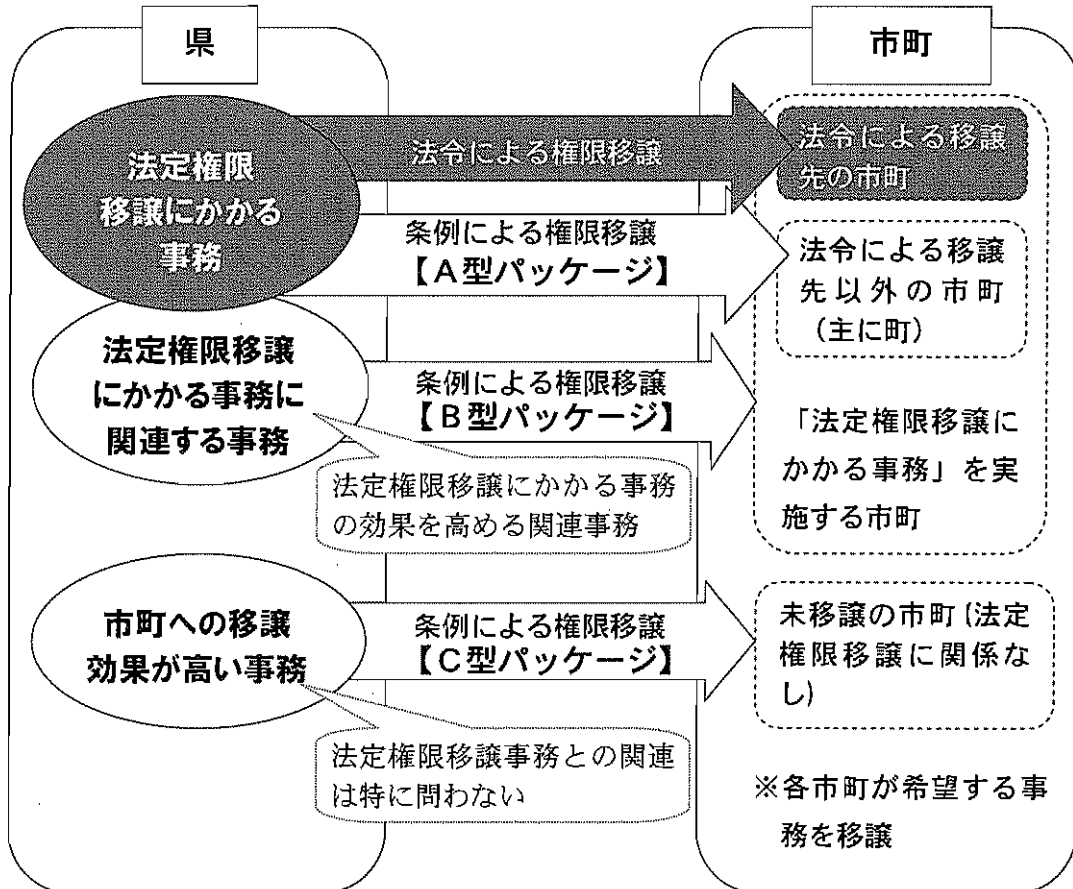 県
市町
法定権限
移譲にかかる
事務
法令による権限移譲
法令による移譲
先の市町
条例による権限移譲
【A型パッケージ】
法令による移譲
先以外の市町
(主に町)
法定権限移譲
にかかる事務に
関連する事務
条例による権限移譲
【B型パッケージ】
「法定権限移譲に
かかる事務」を実
施する市町
法定権限移譲にかかる事務
の効果を高める関連事務
市町への移譲
効果が高い事務
条例による権限移譲
【C型パッケージ】
未移譲の市町(法定
権限移譲に関係な
し)
法定権限移譲事務との関連
は特に問わない
※各市町が希望する事
務を移譲